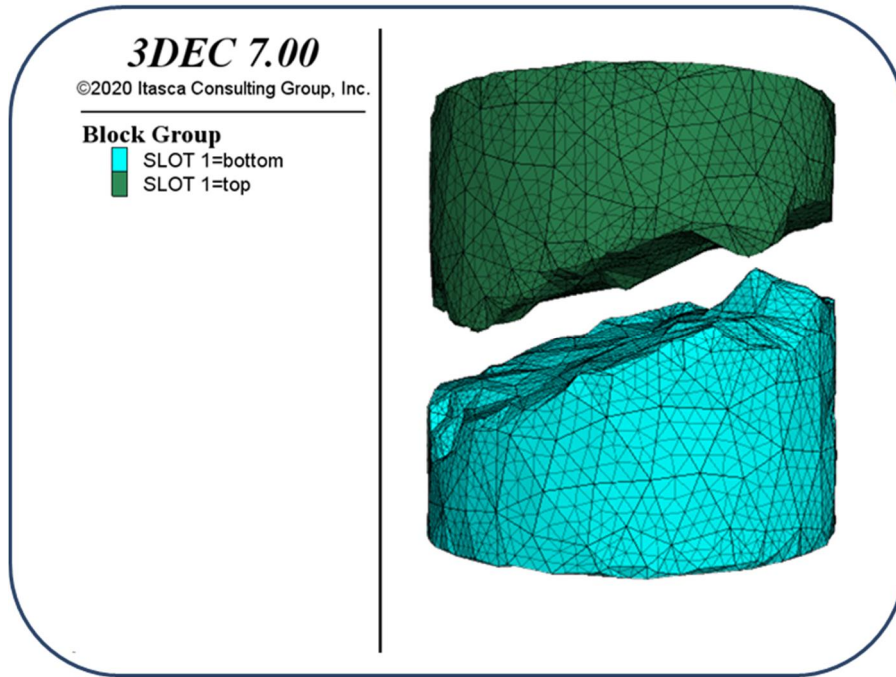 3DEC 7.00
©2020 Itasca Consulting Group, Inc.
Block Group
SLOT 1=bottom
SLOT 1=top